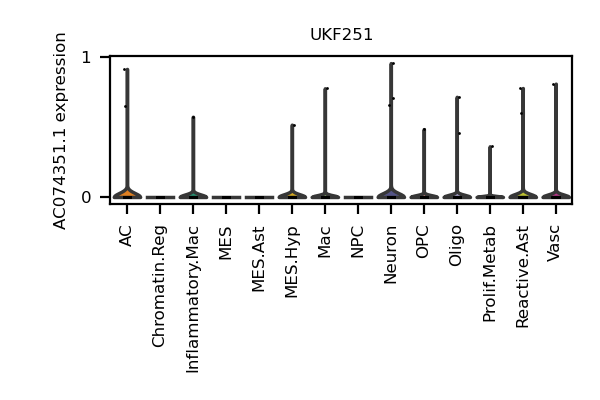 UKF251
AC074351.1 expression
1
0
AC
Chromatin.Reg
Inflammatory.Mac
MES
MES.Ast
MES.Hyp
Mac
NPC
Neuron
OPC
Oligo
Prolif.Metab
Reactive.Ast
Vasc